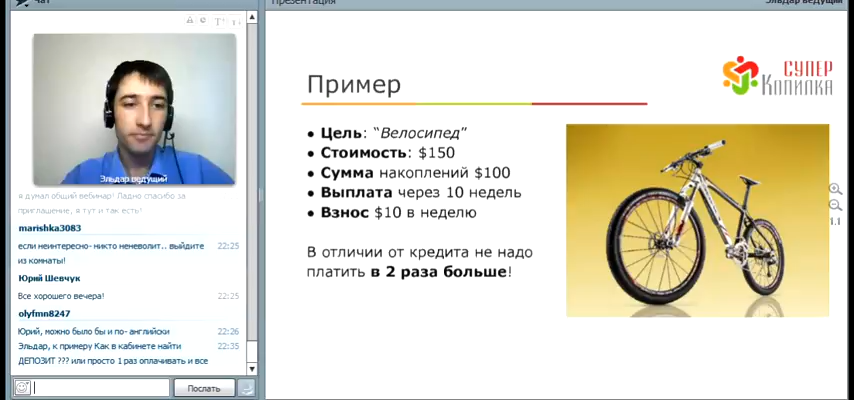 Чат
Презентация
Эльдар ведущий
Эльдар ведущий
я думал общий вебинар! Ладно спасибо за
приглашение, я тут и так есть!
marishka3083
если неинтересно- никто неневолит.. выйдите 22:25
из комнаты!
Юрий Шевчук
Все хорошего вечера! 22:25
olyfmn8247
Юрий, можно было бы и по- английски 22:26
Эльдар, к примеру Как в кабинете найти 22:35
ДЕПОЗИТ ??? или просто 1 раз оплачивать и все
Послать
СУПЕР
Копилка
Пример
● Цель: “Велосипед”
● Стоимость: $150
● Сумма накоплений $100
● Выплата через 10 недель
● Взнос $10 в неделю
В отличии от кредита не надо
платить в 2 раза больше!
1:1